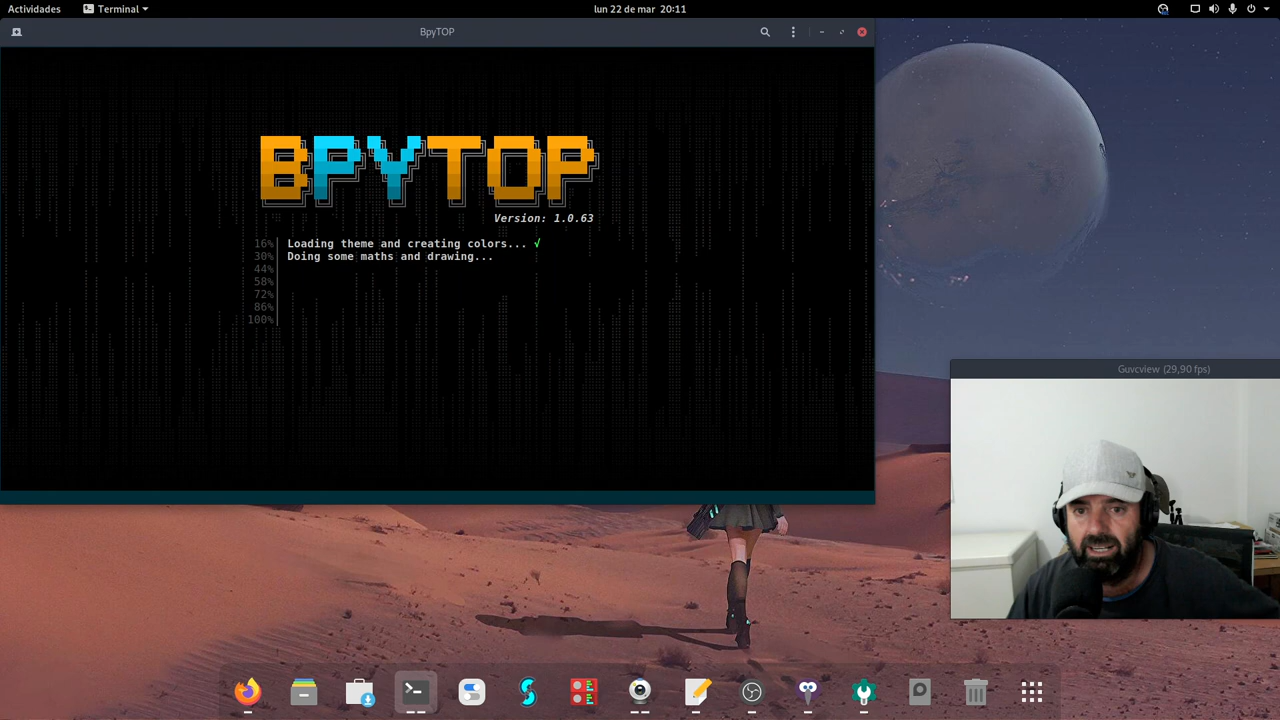 Actividades
Terminal
lun 22 de mar 20:11
BpyTOP
BPYTOP
Version: 1.0.63
16% Loading theme and creating colors... √
30% Doing some maths and drawing...
44%
58%
72%
86%
100%
Guvcview (29,90 fps)